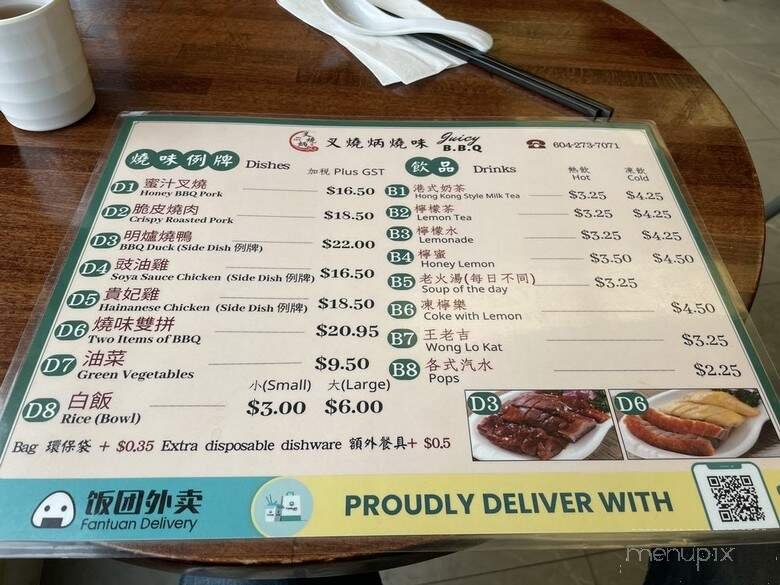 叉燒炳燒味 Juicy B.B.Q ☎ 604-273-7071
燒味例牌 Dishes 加稅 Plus GST
D1 蜜汁叉燒 $16.50
Honey BBQ Pork
D2 脆皮燒肉 $18.50
Crispy Roasted Pork
D3 明爐燒鴨 $22.00
BBQ Duck (Side Dish 例牌)
D4 豉油雞 $16.50
Soya Sauce Chicken (Side Dish 例牌)
D5 貴妃雞 $18.50
Hainanese Chicken (Side Dish 例牌)
D6 燒味雙拼 $20.95
Two Items of BBQ
D7 油菜 $9.50
Green Vegetables
小(Small) 大(Large)
D8 白飯 $3.00 $6.00
Rice (Bowl)
Bag 環保袋 + $0.35 Extra disposable dishware 額外餐具+ $0.5
飲品 Drinks 熱飲 Hot 凍飲 Cold
B1 港式奶茶 $3.25 $4.25
Hong Kong Style Milk Tea
B2 檸檬茶 $3.25 $4.25
Lemon Tea
B3 檸檬水 $3.25 $4.25
Lemonade
B4 檸蜜 $3.50 $4.50
Honey Lemon
B5 老火湯(每日不同) $3.25
Soup of the day
B6 凍檸樂 $4.50
Coke with Lemon
B7 王老吉 $3.25
Wong Lo Kat
B8 各式汽水 $2.25
Pops
D3 D6
饭团外卖
Fantuan Delivery
PROUDLY DELIVER WITH
menupix